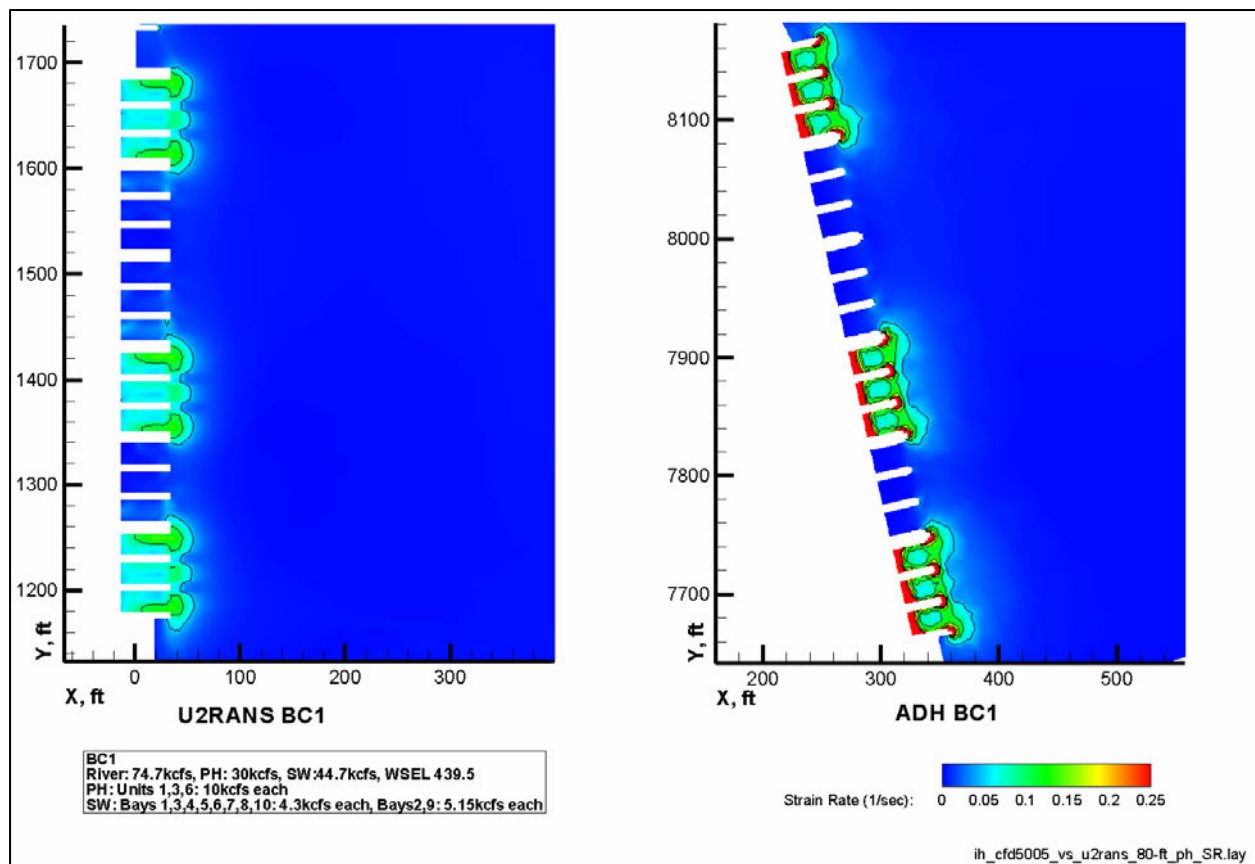 1700
1600
1500
1400
1300
1200
Y, ft
0
100
200
300
X, ft
U2RANS BC1
8100
8000
7900
7800
7700
Y, ft
200
300
400
500
X, ft
ADH BC1
BC1
River: 74.7kcfs, PH: 30kcfs, SW:44.7kcfs, WSEL 439.5
PH: Units 1,3,6: 10kcfs each
SW: Bays 1,3,4,5,6,7,8,10: 4.3kcfs each, Bays2,9: 5.15kcfs each
Strain Rate (1/sec):
0 0.05 0.1 0.15 0.2 0.25
ih_cfd5005_vs_u2rans_80-ft_ph_SR.lay